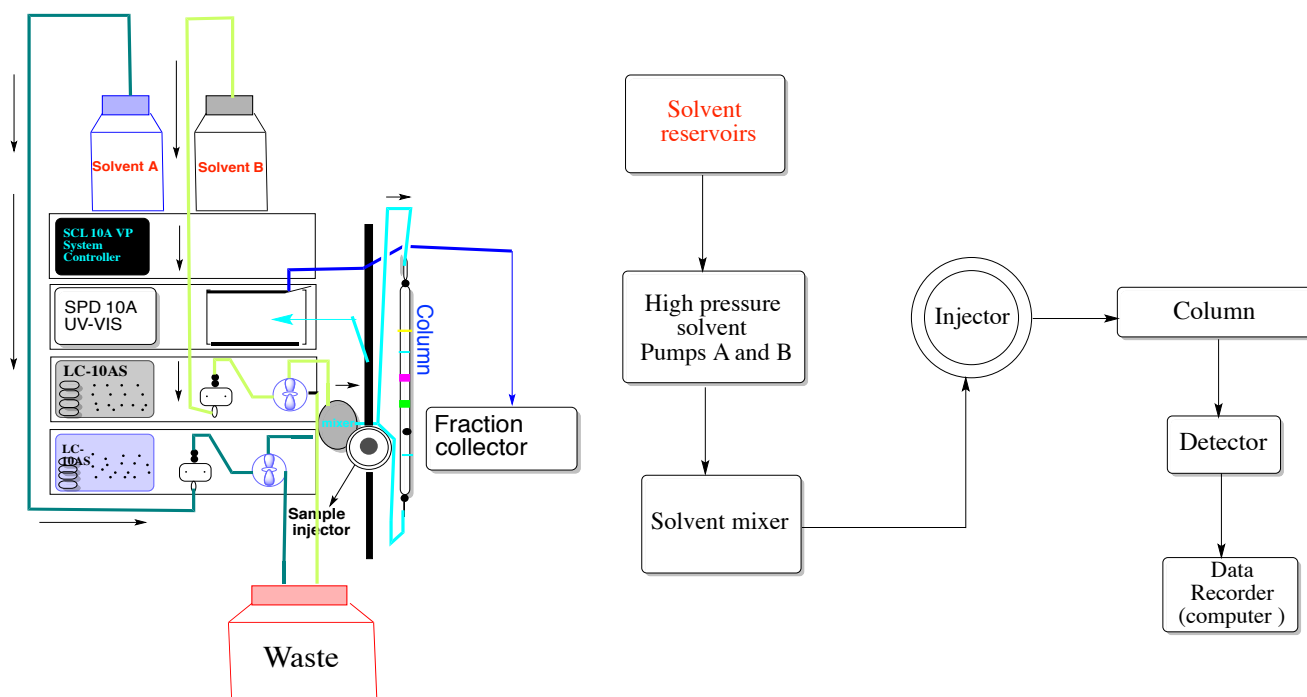 Solvent A
Solvent B
SCL 10A VP
System
Controller
SPD 10A
UV-VIS
LC-10AS
LC-
10AS
mixer
Column
Sample
injector
Fraction
collector
Waste
Solvent
reservoirs
High pressure
solvent
Pumps A and B
Solvent mixer
Injector
Column
Detector
Data
Recorder
(computer )